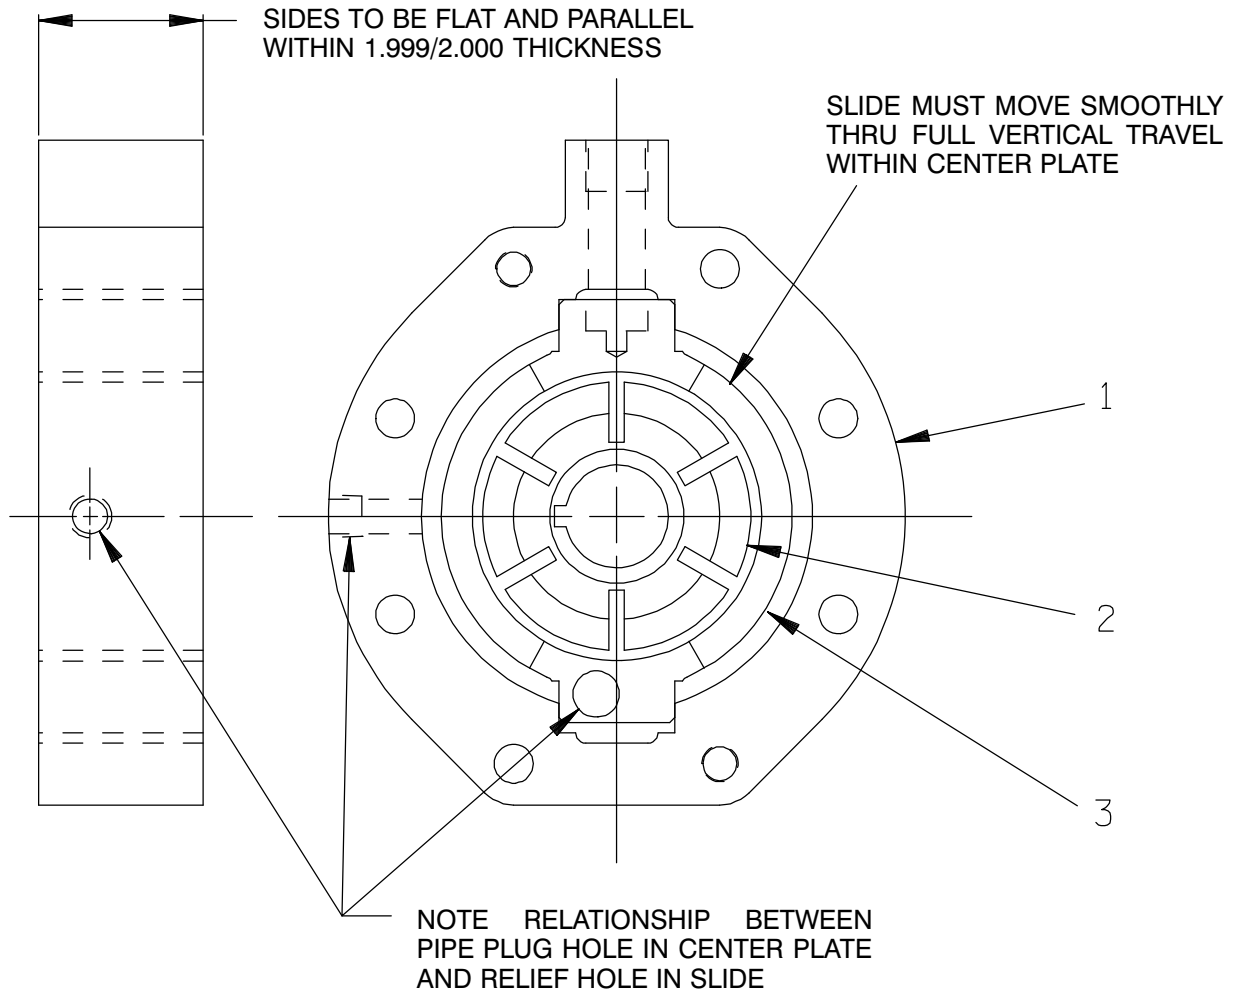 SIDES TO BE FLAT AND PARALLEL
WITHIN 1.999/2.000 THICKNESS
SLIDE MUST MOVE SMOOTHLY
THRU FULL VERTICAL TRAVEL
WITHIN CENTER PLATE
1
2
3
NOTE RELATIONSHIP BETWEEN
PIPE PLUG HOLE IN CENTER PLATE
AND RELIEF HOLE IN SLIDE